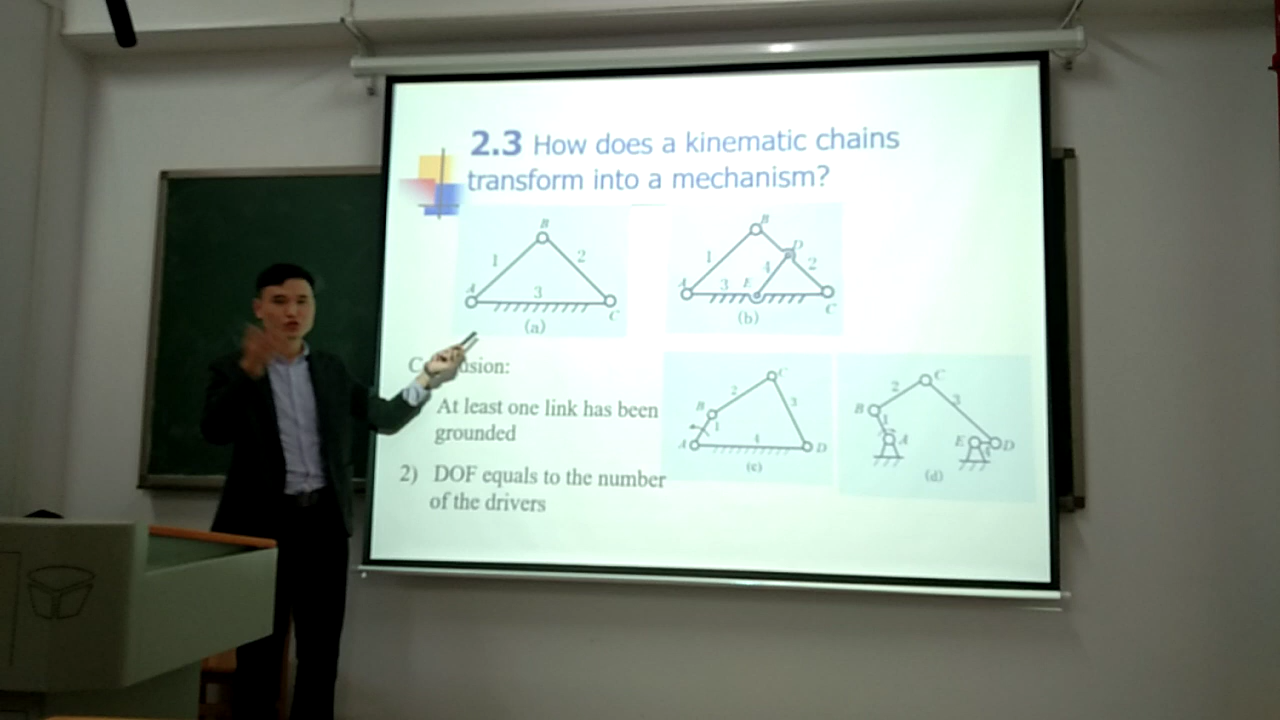 2.3 How does a kinematic chains
transform into a mechanism?
B
1
2
A
3
C
(a)
B
D
1
4
2
A
3
E
C
(b)
At least one link has been
grounded
2) DOF equals to the number
of the drivers
C
2
3
B
1
A
4
D
(c)
C
2
3
B
1
A
E
D
4
(d)